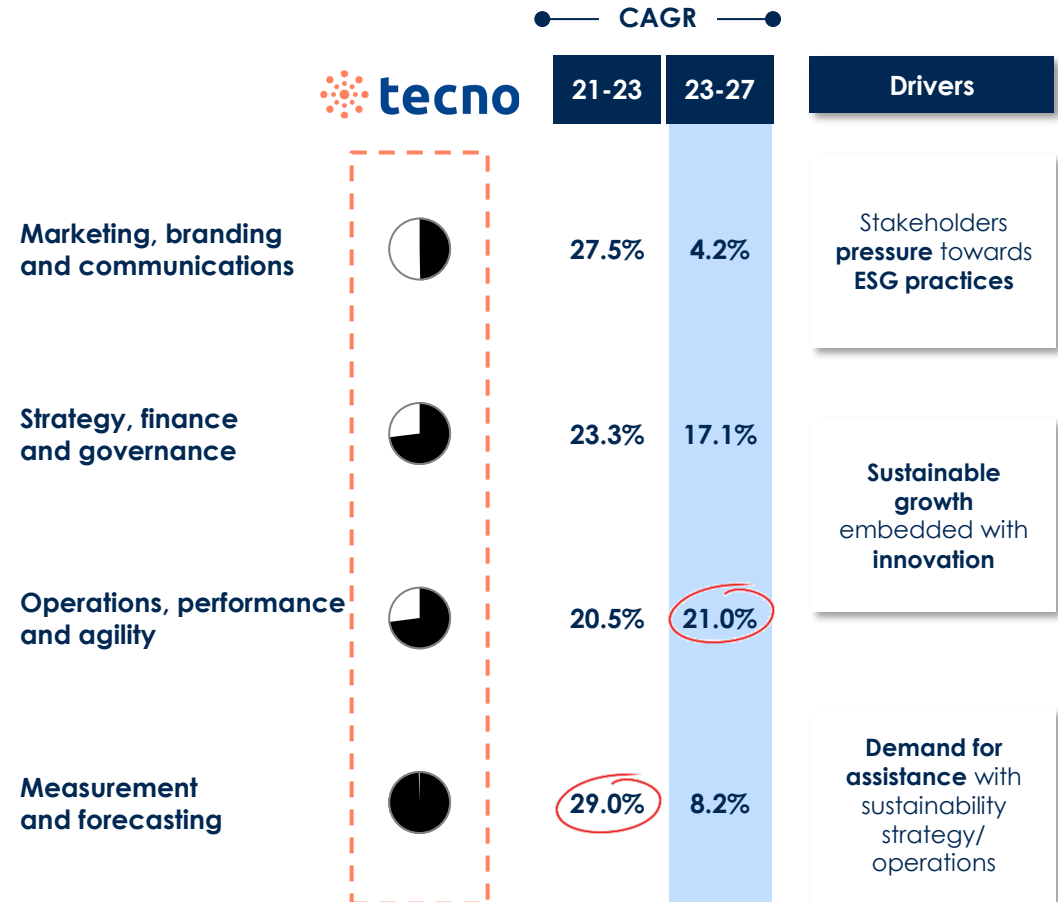 CAGR
tecno
21-23
23-27
Drivers
Marketing, branding
and communications
27.5%
4.2%
Stakeholders
pressure towards
ESG practices
Strategy, finance
and governance
23.3%
17.1%
Sustainable
growth
embedded with
innovation
Operations, performance
and agility
20.5%
21.0%
Measurement
and forecasting
29.0%
8.2%
Demand for
assistance with
sustainability
strategy/
operations